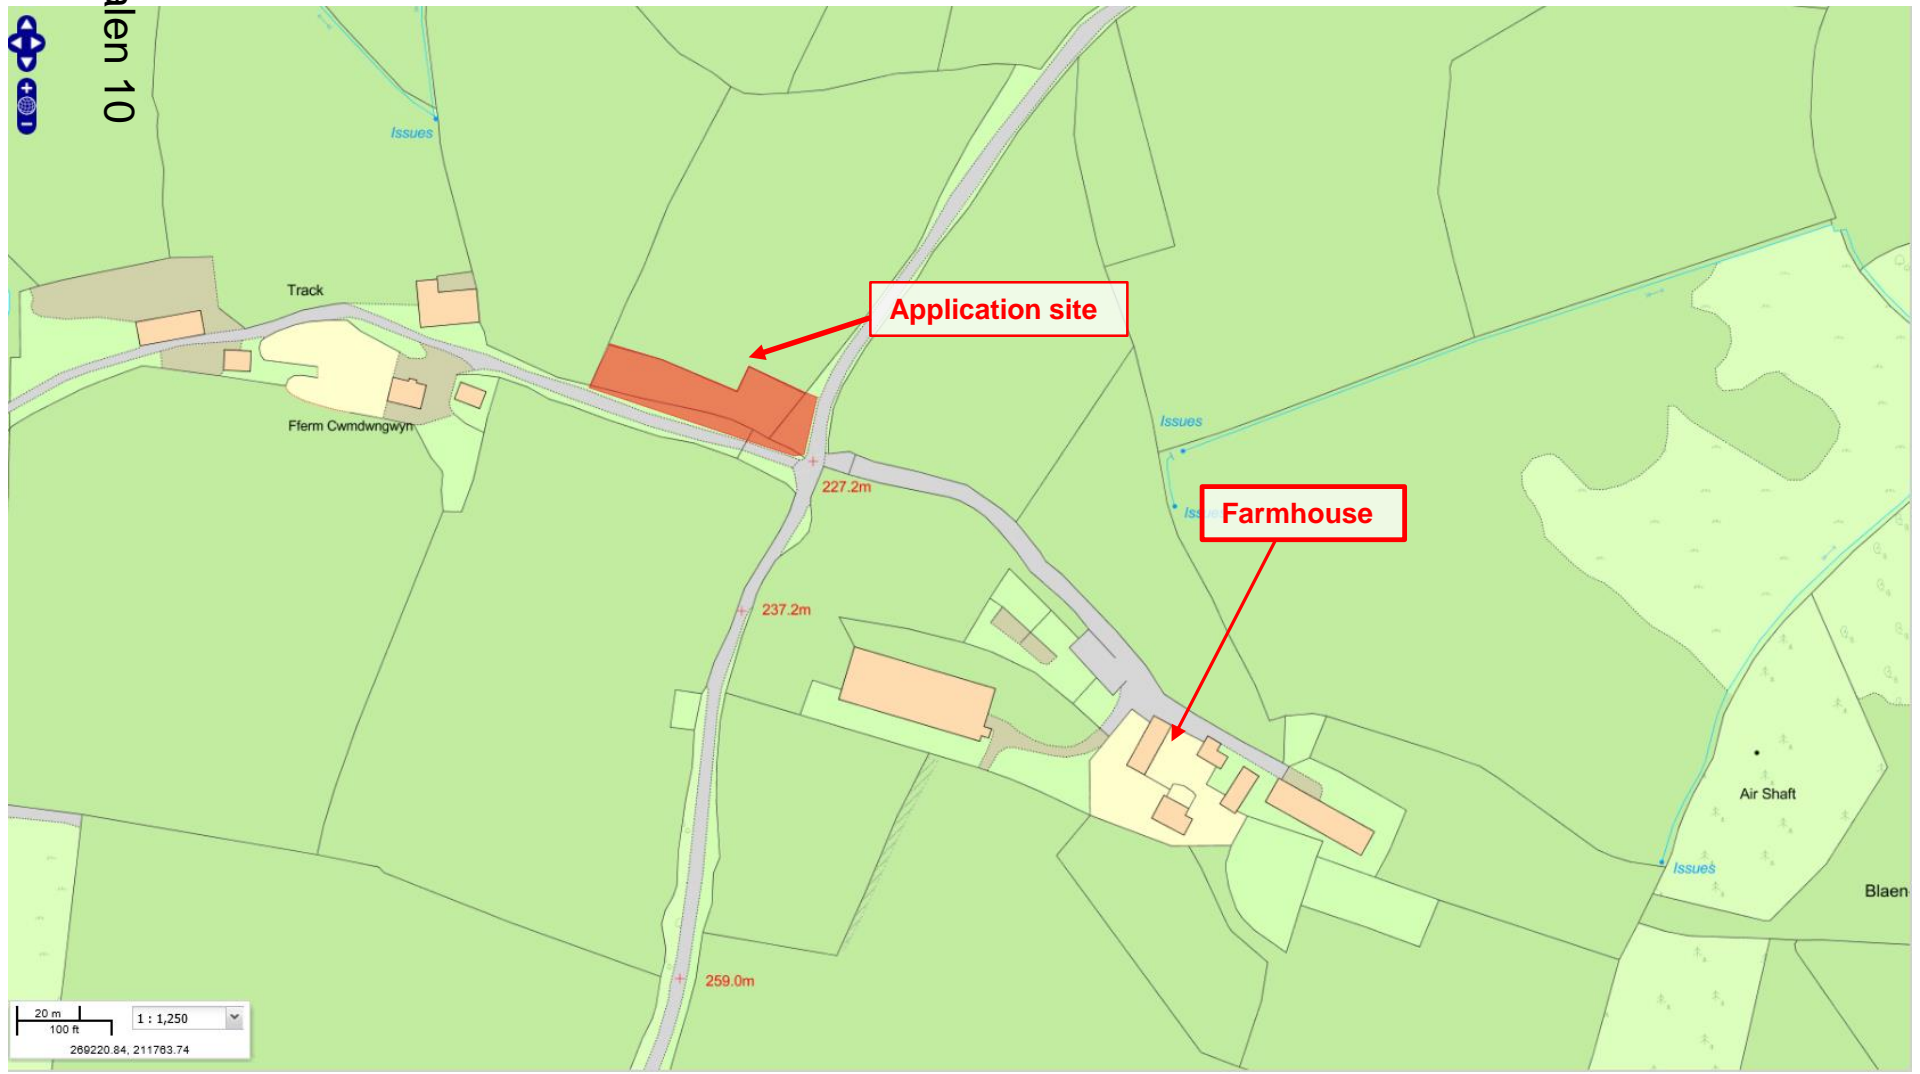 alen 10
Issues
Track
Application site
Fferm Cwmdwngwyn
Issues
227.2m
Issues
Farmhouse
237.2m
Air Shaft
Issues
Blaen
259.0m
20 m
100 ft
1 : 1,250
269220.84, 211763.74